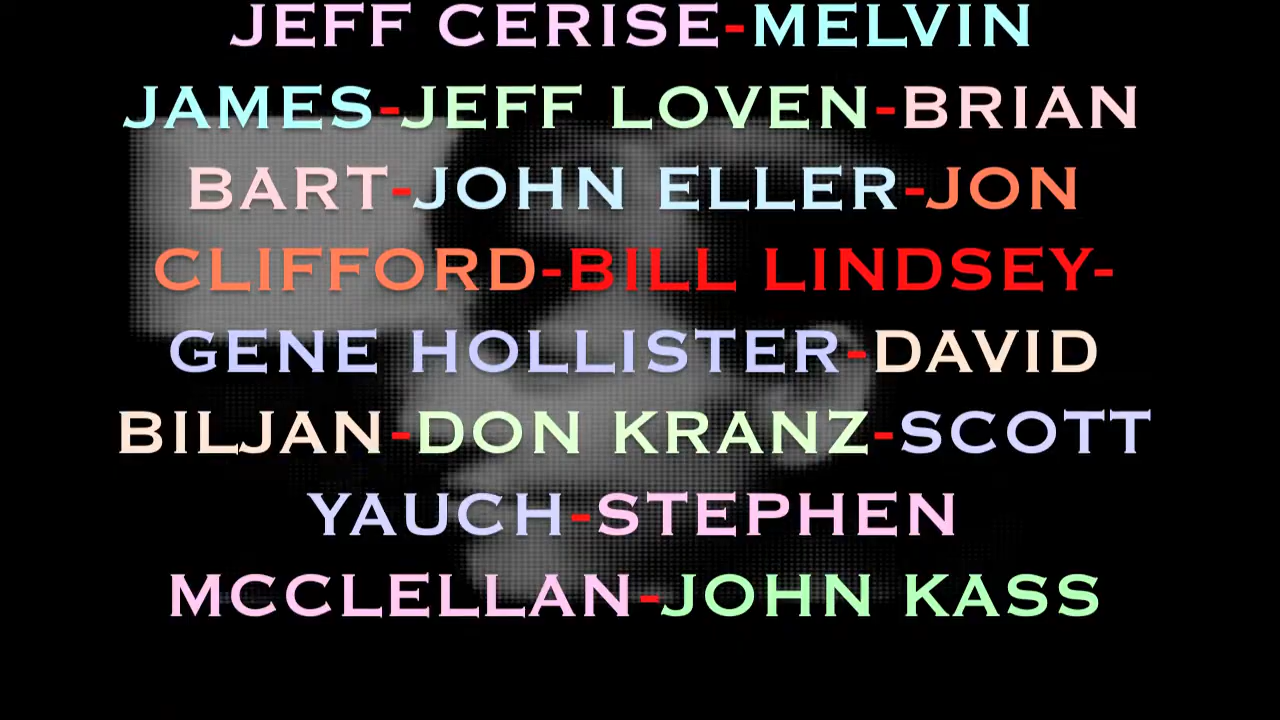 JEFF CERISE-MELVIN
JAMES-JEFF LOVEN-BRIAN
BART-JOHN ELLER-JON
CLIFFORD-BILL LINDSEY-
GENE HOLLISTER-DAVID
BILJAN-DON KRANZ-SCOTT
YAUCH-STEPHEN
MCCLELLAN-JOHN KASS